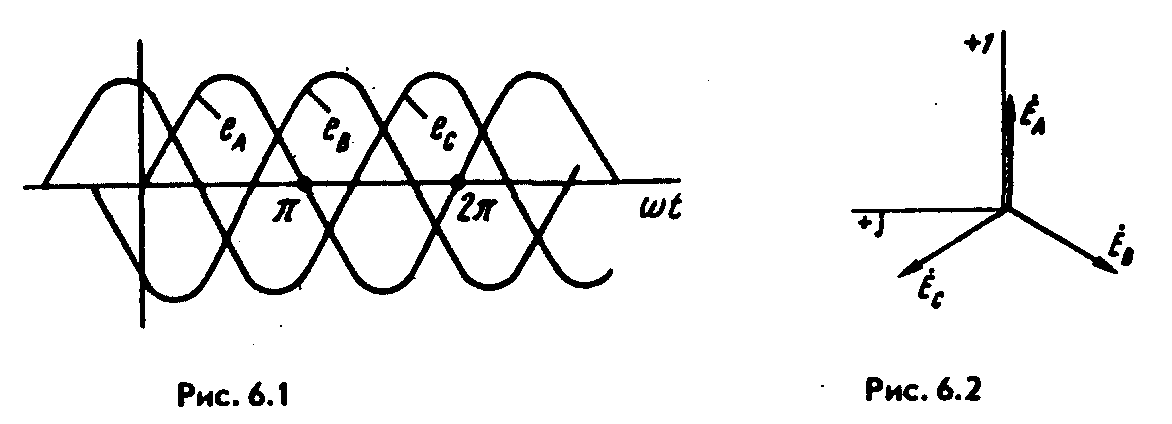 e_A
e_B
e_C
π
2π
ωt
Рис. 6.1
+1
Ė_A
+j
Ė_B
Ė_C
Рис. 6.2